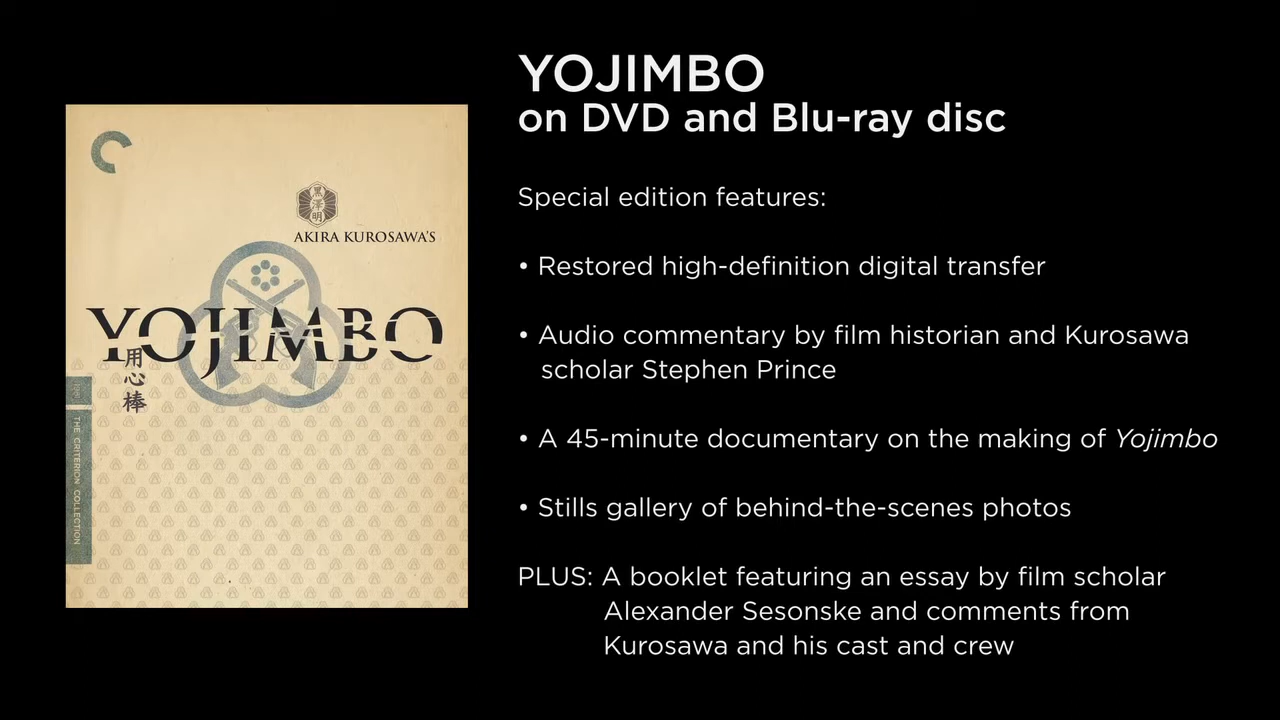 YOJIMBO
on DVD and Blu-ray disc
Special edition features:
• Restored high-definition digital transfer
• Audio commentary by film historian and Kurosawa
scholar Stephen Prince
• A 45-minute documentary on the making of Yojimbo
• Stills gallery of behind-the-scenes photos
PLUS: A booklet featuring an essay by film scholar
Alexander Sesonske and comments from
Kurosawa and his cast and crew
黒澤明
AKIRA KUROSAWA'S
YOJIMBO
用心棒
THE CRITERION COLLECTION